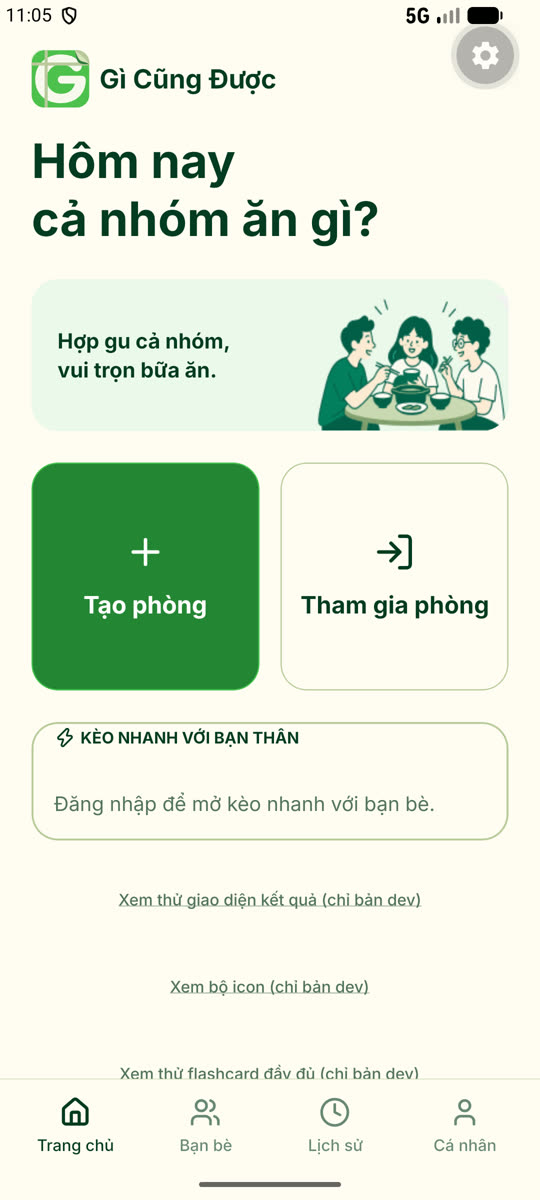 11:05
5G
Gì Cũng Được
Hôm nay
cả nhóm ăn gì?
Hợp gu cả nhóm,
vui trọn bữa ăn.
Tạo phòng
Tham gia phòng
KÈO NHANH VỚI BẠN THÂN
Đăng nhập để mở kèo nhanh với bạn bè.
Xem thử giao diện kết quả (chỉ bản dev)
Xem bộ icon (chỉ bản dev)
Xem thử flashcard đầy đủ (chỉ bản dev)
Trang chủ
Bạn bè
Lịch sử
Cá nhân